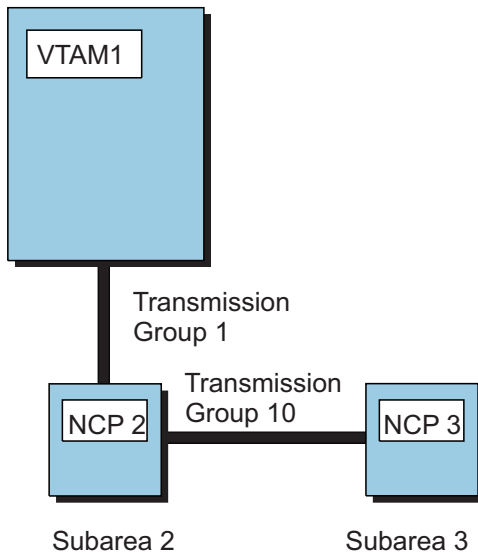 VTAM1
Transmission
Group 1
Transmission
Group 10
NCP 2
NCP 3
Subarea 2
Subarea 3